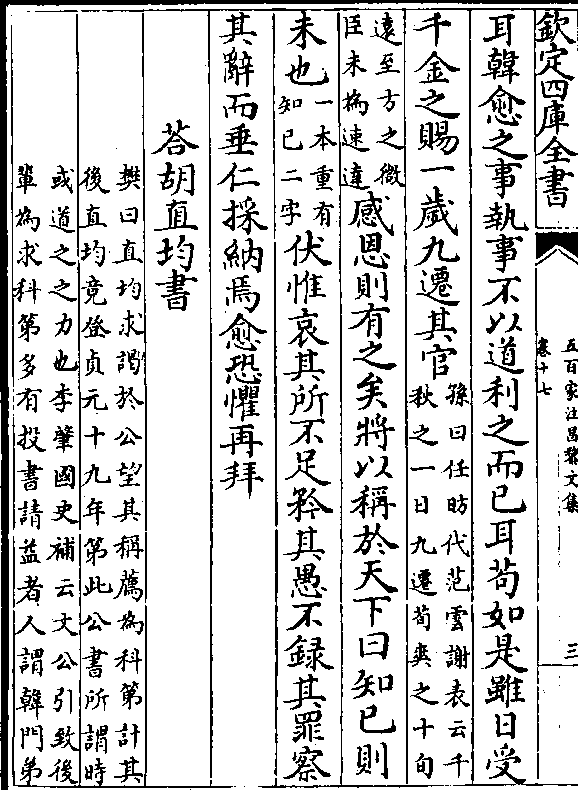 欽定四庫全書
五百家注昌黎文集
卷十七
三
耳韓愈之事執事不以道利之而已耳苟如是雖日受
千金之賜一歲九遷其官孫曰任昉代范雲謝表云千
秋之一日九遷荀爽之十旬
遠至方之微
臣未為速達感恩則有之矣將以稱於天下曰知已則
未也一本重有
知已二字伏惟哀其所不足矜其愚不録其罪察
其辭而垂仁採納焉愈恐懼再拜
答胡直均書
樊曰直均求謁於公望其稱薦為科第計其
後直均竟登貞元十九年第此公書所謂時
或道之之力也李肇國史補云文公引致後
輩為求科第多有投書請益者人謂韓門弟